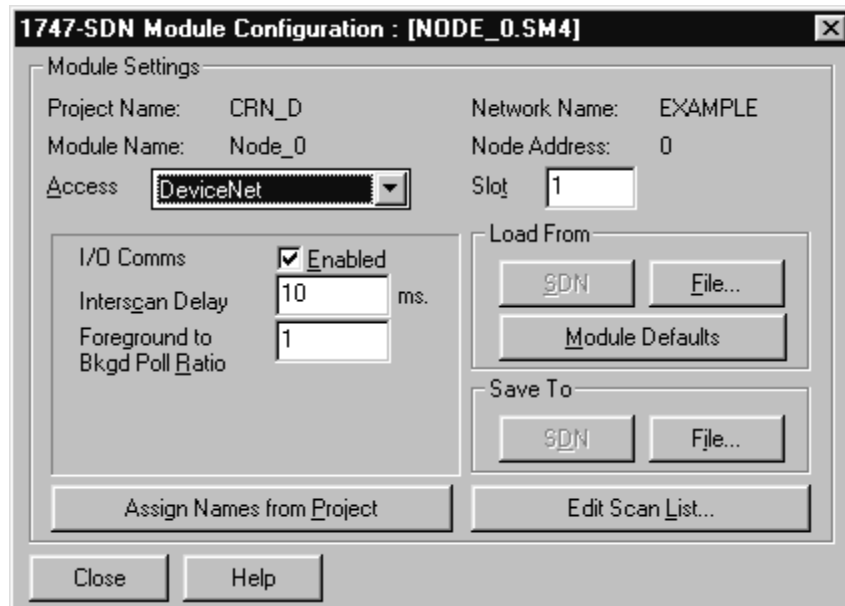 1747-SDN Module Configuration : [NODE_0.SM4]
Module Settings
Project Name: CRN_D
Network Name: EXAMPLE
Module Name: Node_0
Node Address: 0
Access DeviceNet
Slot 1
I/O Comms Enabled
Interscan Delay 10 ms.
Foreground to
Bkgd Poll Ratio 1
Load From
SDN File...
Module Defaults
Save To
SDN File...
Assign Names from Project
Edit Scan List...
Close Help